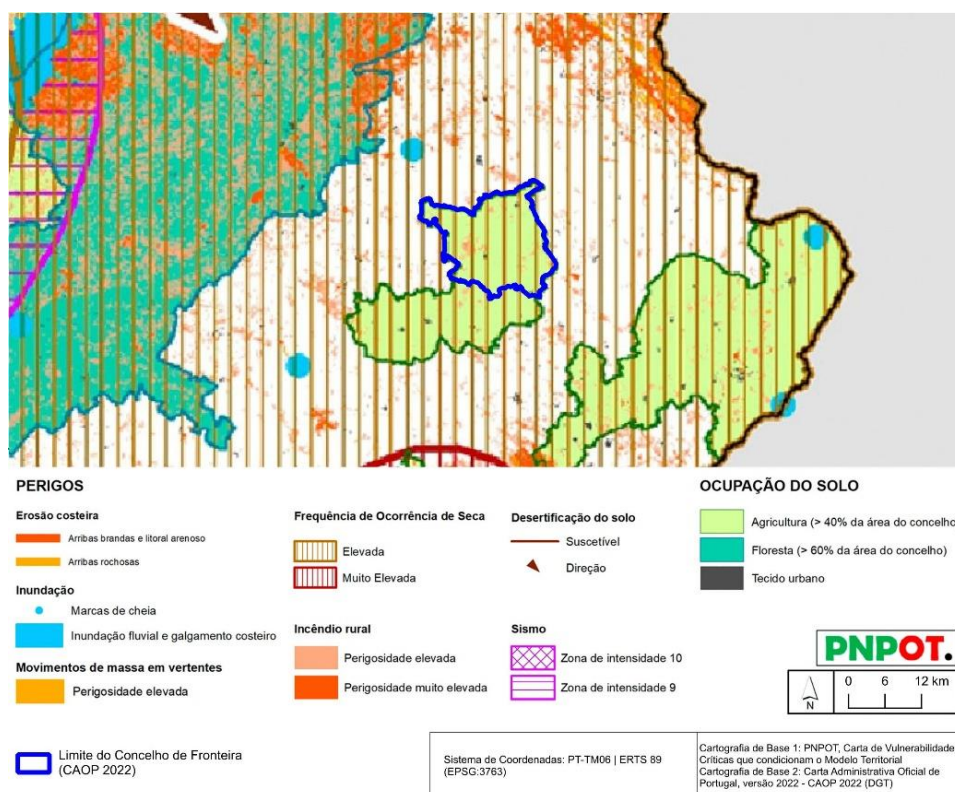 PERIGOS
Erosão costeira
Arribas brandas e litoral arenoso
Arribas rochosas
Inundação
Marcas de cheia
Inundação fluvial e galgamento costeiro
Movimentos de massa em vertentes
Perigosidade elevada
Frequência de Ocorrência de Seca
Elevada
Muito Elevada
Incêndio rural
Perigosidade elevada
Perigosidade muito elevada
Desertificação do solo
Suscetível
Direção
Sismo
Zona de intensidade 10
Zona de intensidade 9
OCUPAÇÃO DO SOLO
Agricultura (> 40% da área do concelho
Floresta (> 60% da área do concelho)
Tecido urbano
PNPOT.
N
0 6 12 km
Limite do Concelho de Fronteira
(CAOP 2022)
Sistema de Coordenadas: PT-TM06 | ERTS 89
(EPSG:3763)
Cartografia de Base 1: PNPOT, Carta de Vulnerabilidade
Críticas que condicionam o Modelo Territorial
Cartografia de Base 2: Carta Administrativa Oficial de
Portugal, versão 2022 - CAOP 2022 (DGT)